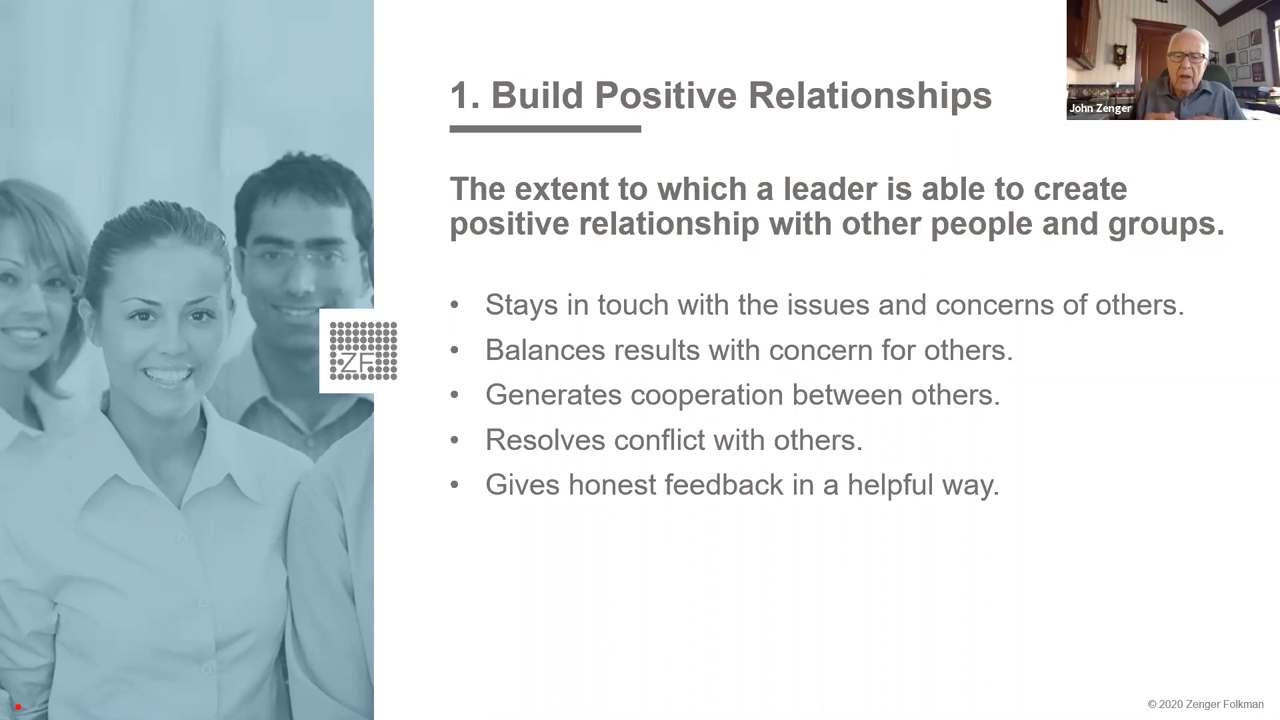 1. Build Positive Relationships
John Zenger
The extent to which a leader is able to create
positive relationship with other people and groups.
• Stays in touch with the issues and concerns of others.
• Balances results with concern for others.
• Generates cooperation between others.
• Resolves conflict with others.
• Gives honest feedback in a helpful way.
ZF
© 2020 Zenger Folkman